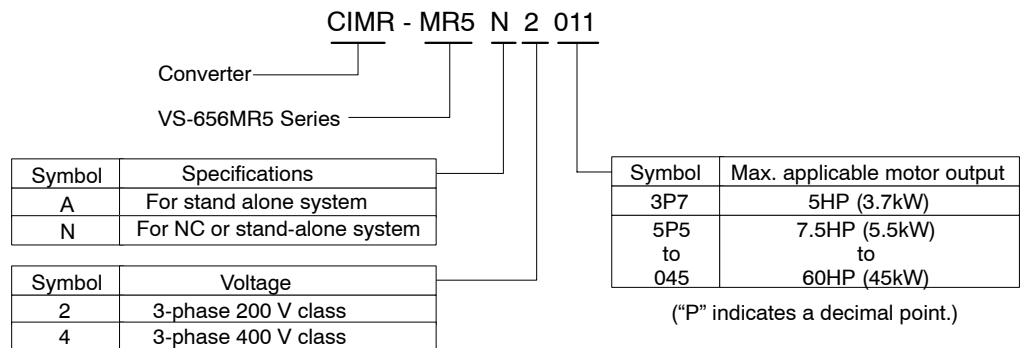 CIMR - MR5 N 2 011
Converter
VS-656MR5 Series
Symbol Specifications
A For stand alone system
N For NC or stand-alone system
Symbol Voltage
2 3-phase 200 V class
4 3-phase 400 V class
Symbol Max. applicable motor output
3P7 5HP (3.7kW)
5P5 7.5HP (5.5kW)
to to
045 60HP (45kW)
(“P” indicates a decimal point.)